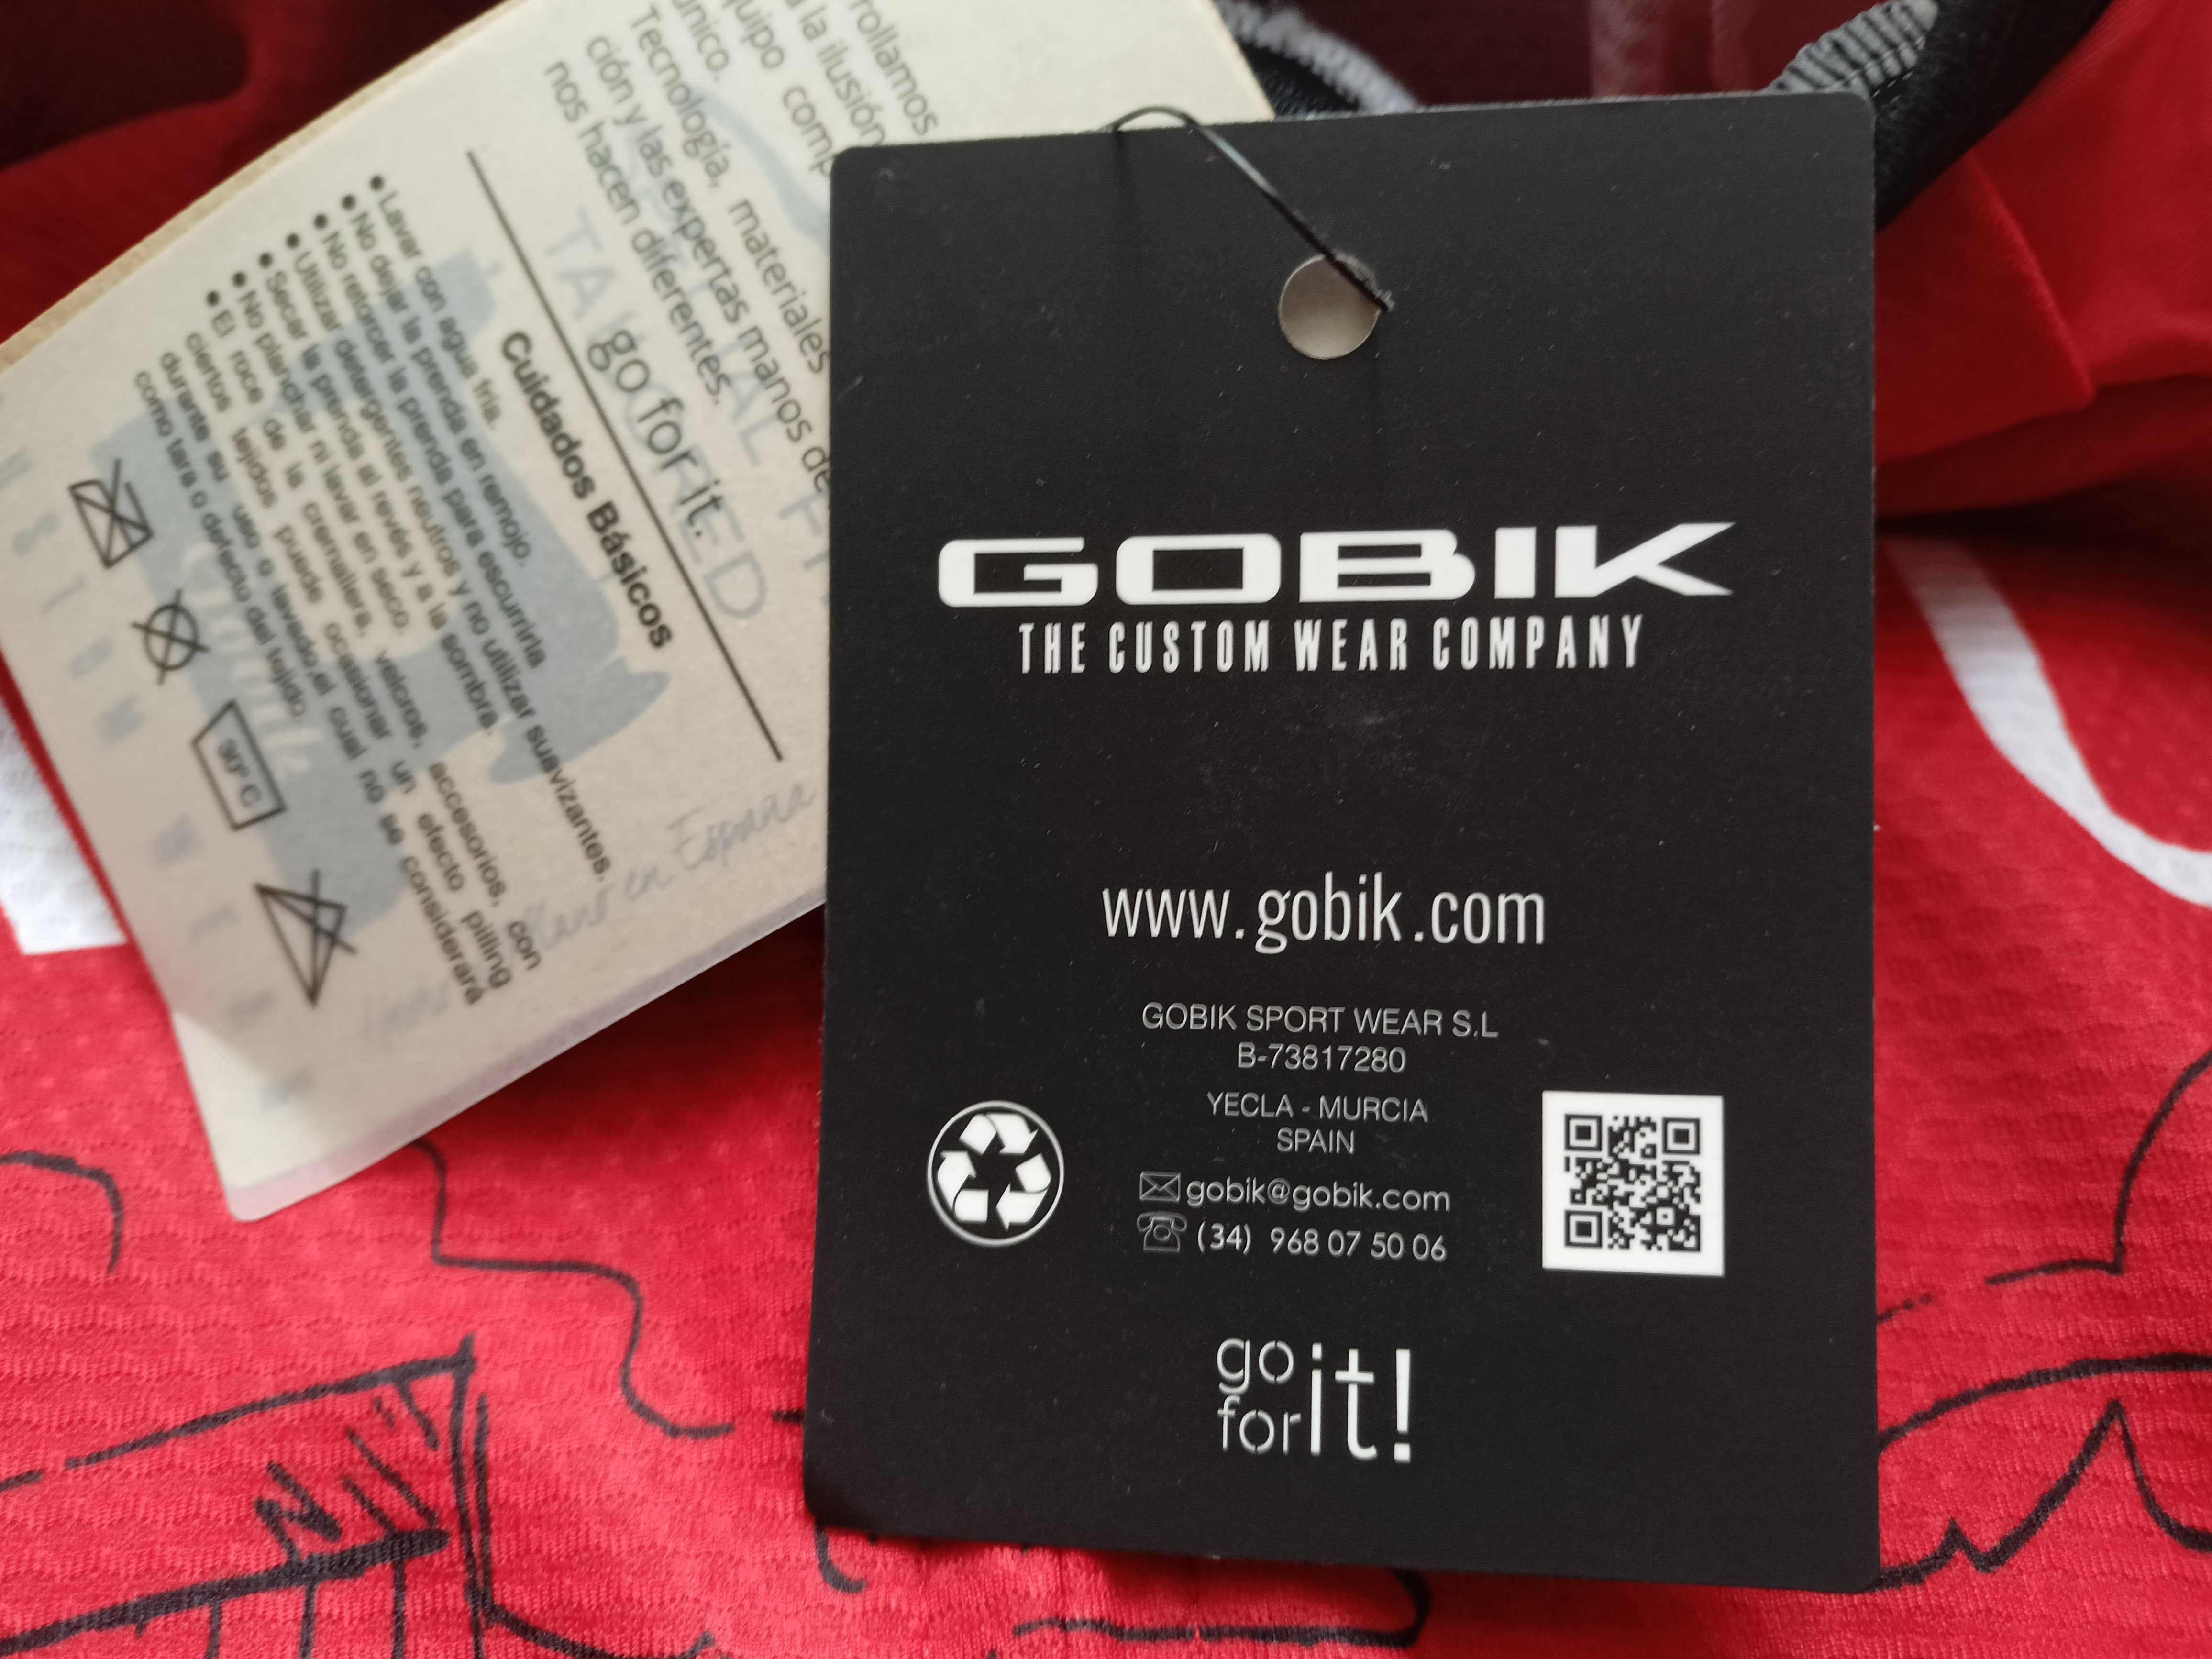 rollamos
a la ilusión
quipo comp
único.
Tecnología, materiales
ción y las expertas manos de
nos hacen diferentes.
go for it.
Cuidados Básicos
● Lavar con agua fría.
● No dejar la prenda en remojo.
● No retorcer la prenda para escurrirla
● Utilizar detergentes neutros y no utilizar suavizantes.
● Secar la prenda al revés y a la sombra.
● No planchar ni lavar en seco.
● El roce de la cremallera, velcros, accesorios, con
ciertos tejidos puede ocasionar un efecto pilling
durante su uso o lavado, el cual no se considerará
como tara o defecto del tejido.
30º C
en España
GOBIK
THE CUSTOM WEAR COMPANY
www.gobik.com
GOBIK SPORT WEAR S.L
B-73817280
YECLA - MURCIA
SPAIN
gobik@gobik.com
(34) 968 07 50 06
go
for it!